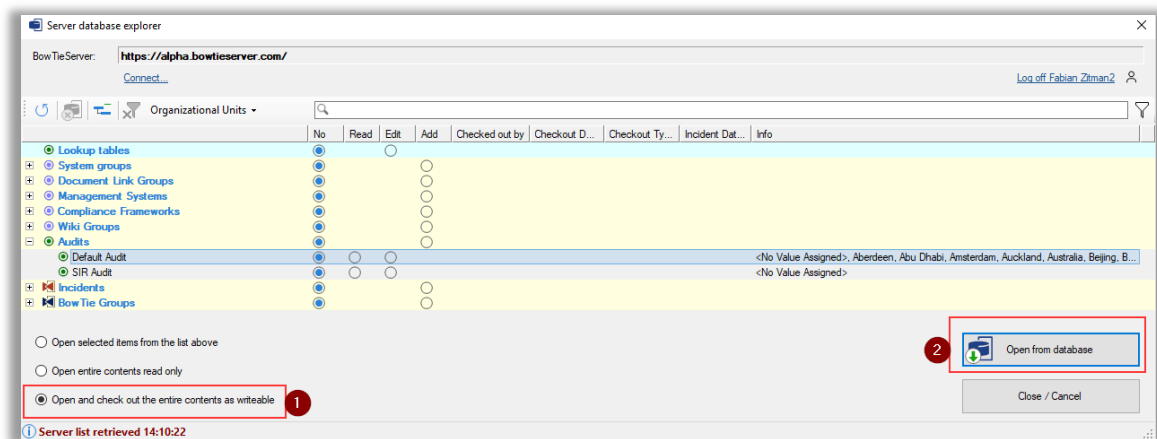 Server database explorer
BowTieServer: https://alpha.bowtieserver.com/
Connect... Log off Fabian Zitman2
Organizational Units
No Read Edit Add Checked out by Checkout D... Checkout Ty... Incident Dat... Info
Lookup tables
System groups
Document Link Groups
Management Systems
Compliance Frameworks
Wiki Groups
Audits
Default Audit <No Value Assigned>, Aberdeen, Abu Dhabi, Amsterdam, Auckland, Australia, Beijing, B...
SIR Audit <No Value Assigned>
Incidents
BowTie Groups
Open selected items from the list above
2 Open from database
Open entire contents read only
Open and check out the entire contents as writeable 1
Close / Cancel
Server list retrieved 14:10:22